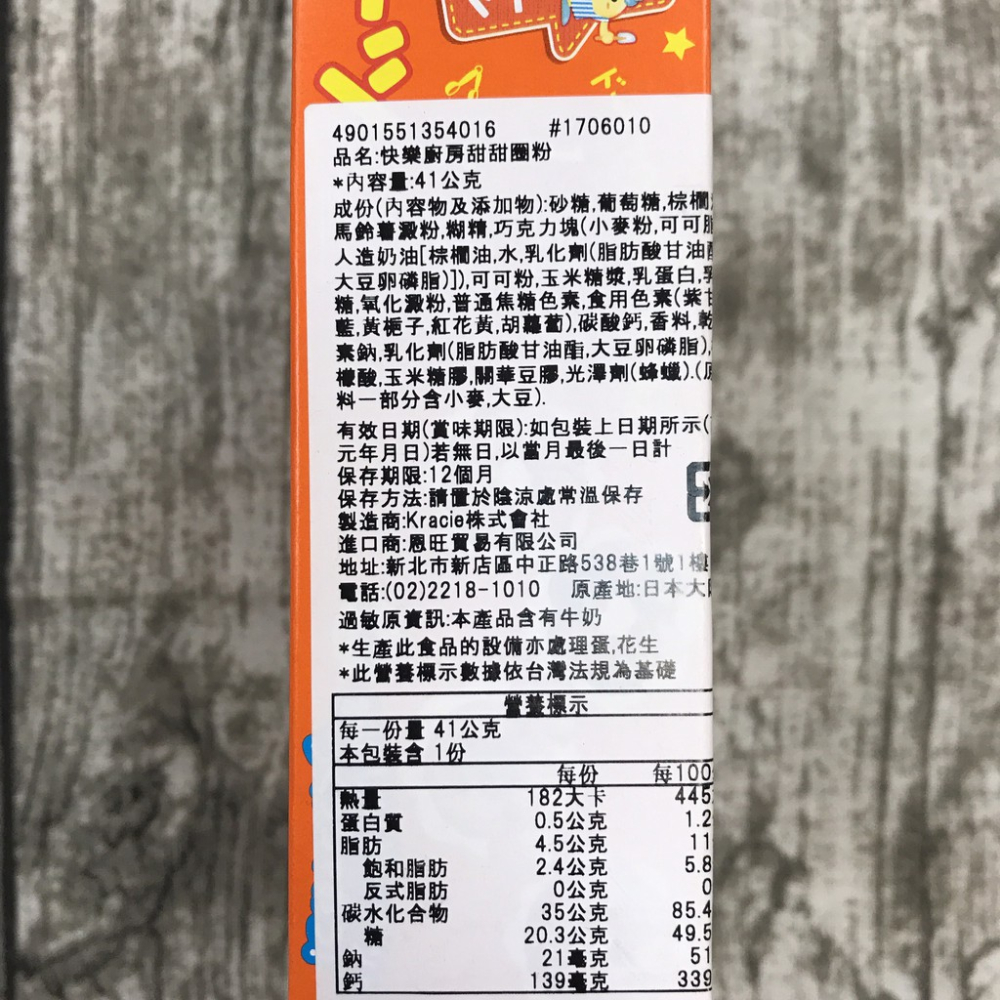 4901551354016 #1706010
品名:快樂廚房甜甜圈粉
*內容量:41公克
成份(內容物及添加物):砂糖,葡萄糖,棕櫚
馬鈴薯澱粉,糊精,巧克力塊(小麥粉,可可脂
人造奶油[棕櫚油,水,乳化劑(脂肪酸甘油酯
大豆卵磷脂)]),可可粉,玉米糖漿,乳蛋白,乳
糖,氧化澱粉,普通焦糖色素,食用色素(紫甘
藍,黃梔子,紅花黃,胡蘿蔔),碳酸鈣,香料,乾
素鈉,乳化劑(脂肪酸甘油酯,大豆卵磷脂),
檬酸,玉米糖膠,關華豆膠,光澤劑(蜂蠟).(原
料一部分含小麥,大豆).
有效日期(賞味期限):如包裝上日期所示(
元年月日)若無日,以當月最後一日計
保存期限:12個月
保存方法:請置於陰涼處常溫保存
製造商:Kracie株式會社
進口商:恩旺貿易有限公司
地址:新北市新店區中正路538巷1號1樓
電話:(02)2218-1010 原產地:日本大
過敏原資訊:本產品含有牛奶
*生產此食品的設備亦處理蛋,花生
*此營養標示數據依台灣法規為基礎
營養標示
每一份量 41公克
本包裝含 1份
每份 每100
熱量 182大卡 445
蛋白質 0.5公克 1.2
脂肪 4.5公克 11
飽和脂肪 2.4公克 5.8
反式脂肪 0公克 0
碳水化合物 35公克 85.4
糖 20.3公克 49.5
鈉 21毫克 51
鈣 139毫克 339